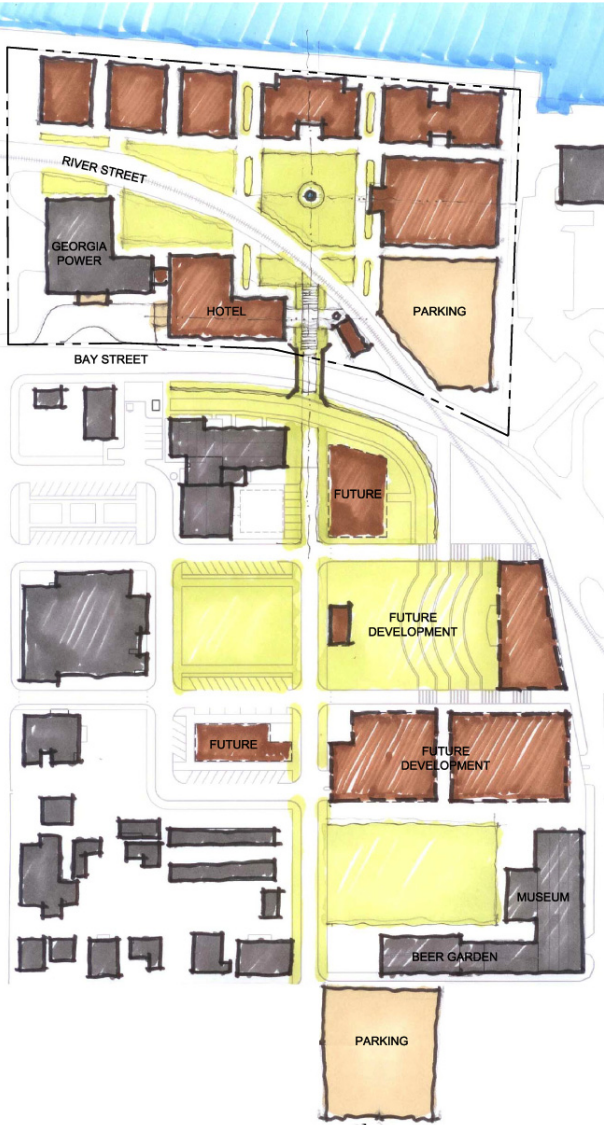 RIVER STREET
GEORGIA
POWER
HOTEL
PARKING
BAY STREET
FUTURE
FUTURE
DEVELOPMENT
FUTURE
FUTURE
DEVELOPMENT
MUSEUM
BEER GARDEN
PARKING